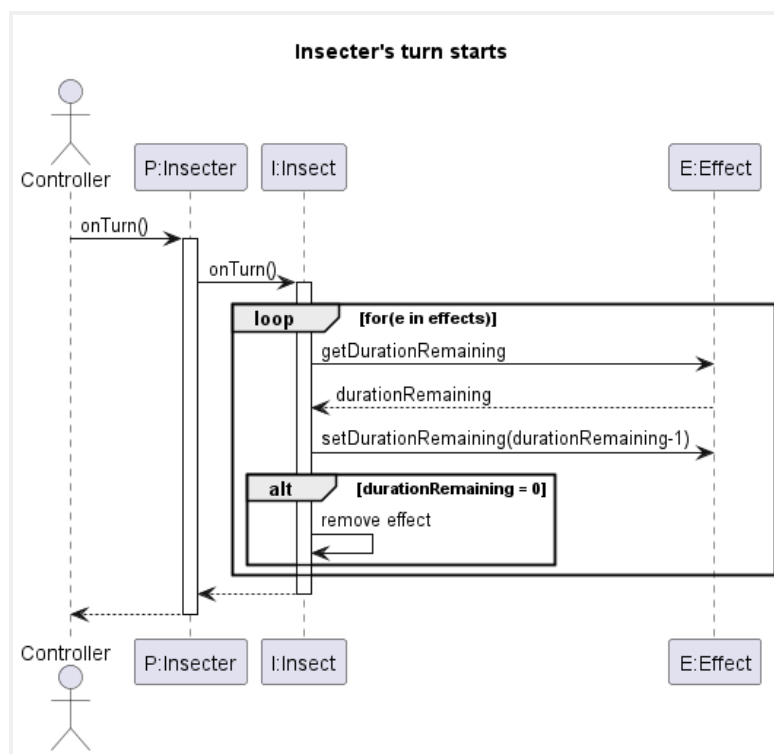 Insecter's turn starts
Controller
P:Insecter
I:Insect
E:Effect
onTurn()
onTurn()
loop
[for(e in effects)]
getDurationRemaining
durationRemaining
setDurationRemaining(durationRemaining-1)
alt
[durationRemaining = 0]
remove effect
Controller
P:Insecter
I:Insect
E:Effect